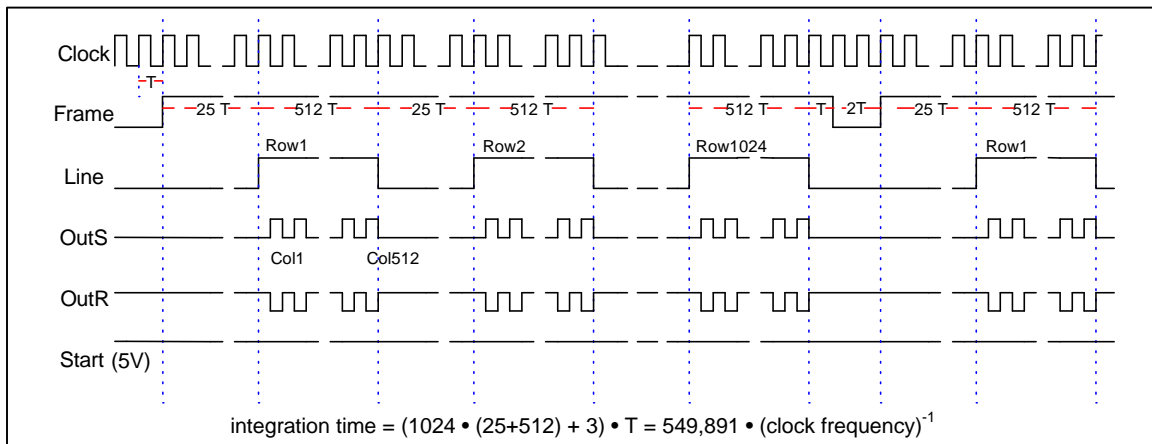 Clock
T
Frame
25 T 512 T 25 T 512 T 512 T T 2T 25 T 512 T
Row1 Row2 Row1024 Row1
Line
OutS
Col1 Col512
OutR
Start (5V)
integration time = (1024 • (25+512) + 3) • T = 549,891 • (clock frequency)⁻¹